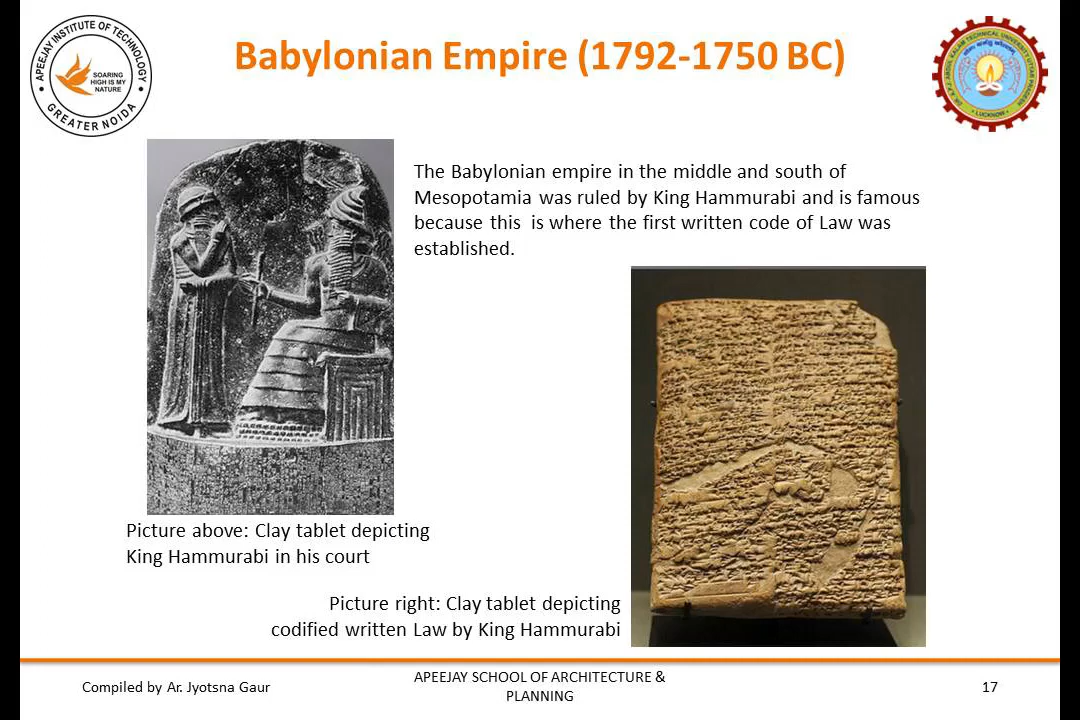 APEEJAY INSTITUTE OF TECHNOLOGY
SOARING
HIGH IS MY
NATURE
GREATER NOIDA
Babylonian Empire (1792-1750 BC)
LUCKNOW
The Babylonian empire in the middle and south of
Mesopotamia was ruled by King Hammurabi and is famous
because this  is where the first written code of Law was
established.
Picture above: Clay tablet depicting
King Hammurabi in his court
Picture right: Clay tablet depicting
codified written Law by King Hammurabi
Compiled by Ar. Jyotsna Gaur
APEEJAY SCHOOL OF ARCHITECTURE &
PLANNING
17